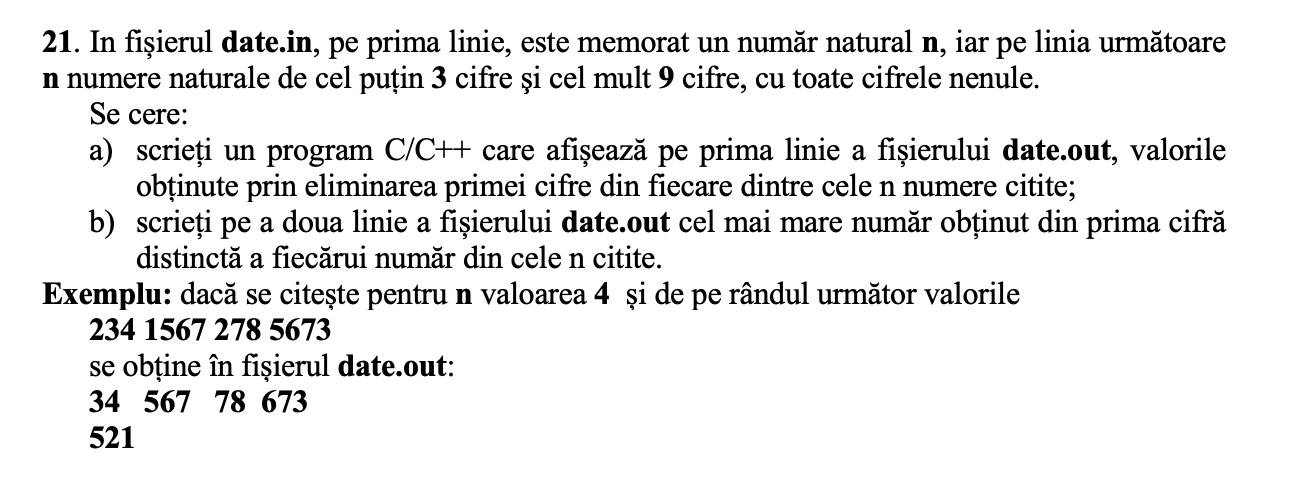 21. In fișierul date.in, pe prima linie, este memorat un număr natural n, iar pe linia următoare
n numere naturale de cel puțin 3 cifre şi cel mult 9 cifre, cu toate cifrele nenule.
Se cere:
a) scrieți un program C/C++ care afișează pe prima linie a fișierului date.out, valorile
obținute prin eliminarea primei cifre din fiecare dintre cele n numere citite;
b) scrieți pe a doua linie a fișierului date.out cel mai mare număr obținut din prima cifră
distinctă a fiecărui număr din cele n citite.
Exemplu: dacă se citește pentru n valoarea 4 și de pe rândul următor valorile
234 1567 278 5673
se obține în fișierul date.out:
34 567 78 673
521